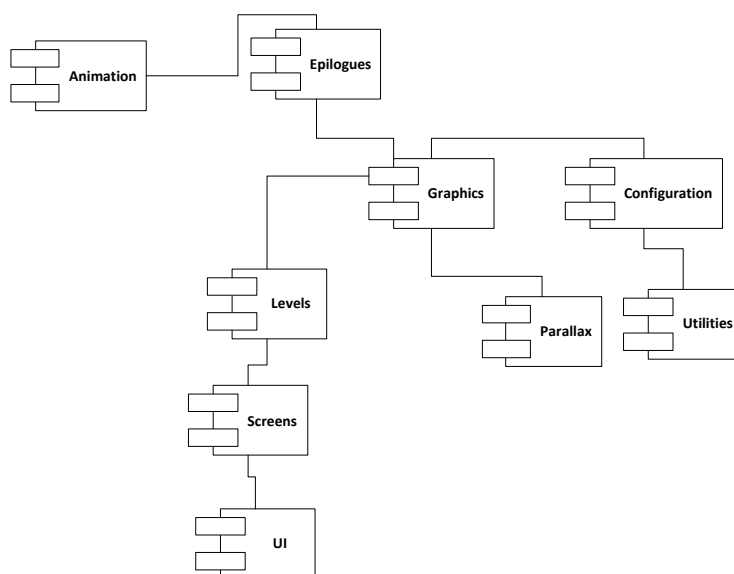 Epilogues
Animation
Graphics
Configuration
Levels
Utilities
Parallax
Screens
UI